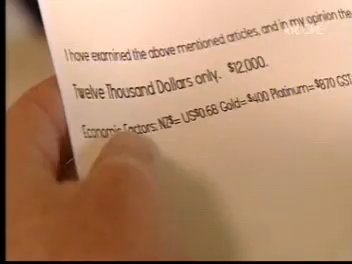 I have examined the above mentioned articles, and in my opinion the
Twelve Thousand Dollars only. $12,000.
Economic Factors: NZ$= US$0.68 Gold= $400 Platinum= $870 GST